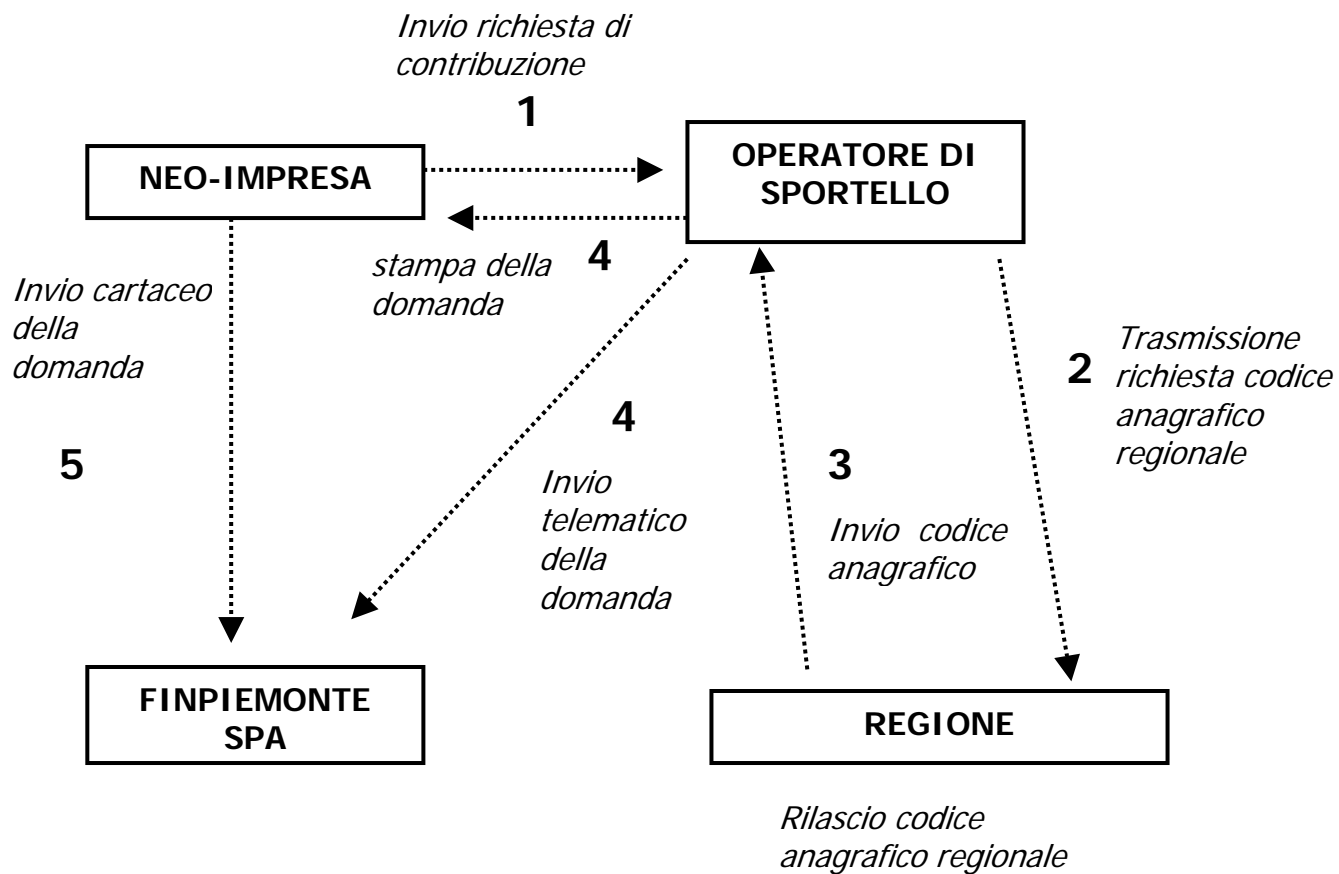 Invio richiesta di
contribuzione
1
NEO-IMPRESA
OPERATORE DI
SPORTELLO
stampa della
domanda
4
Invio cartaceo
della
domanda
2
Trasmissione
richiesta codice
anagrafico
regionale
4
5
3
Invio
telematico
della
domanda
Invio codice
anagrafico
FINPIEMONTE
SPA
REGIONE
Rilascio codice
anagrafico regionale